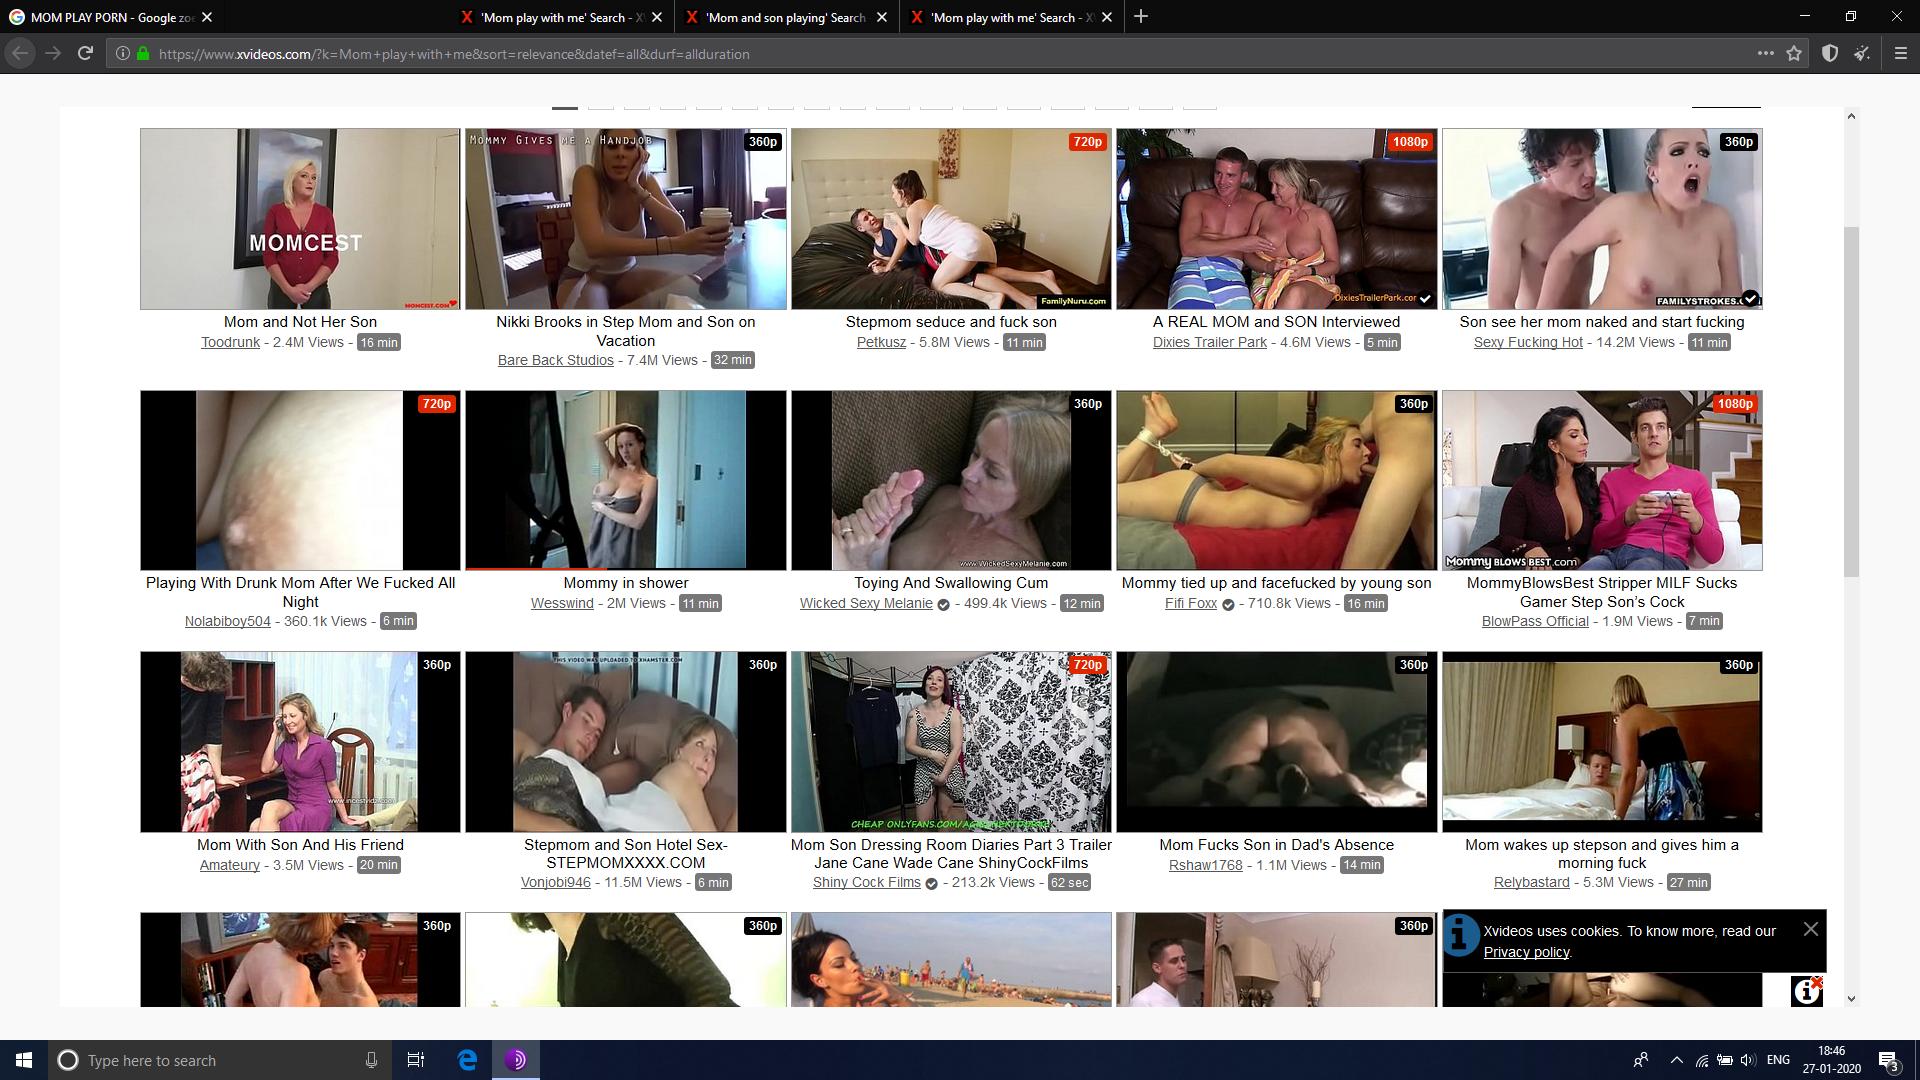 MOM PLAY PORN - Google zoe
'Mom play with me' Search - X
'Mom and son playing' Search
'Mom play with me' Search - X
https://www.xvideos.com/?k=Mom+play+with+me&sort=relevance&datef=all&durf=allduration
MOMCEST
MOMCEST.COM
MOMMY GIVES ME A HANDJOB
360p
720p
FamilyNuru.com
1080p
DixiesTrailerPark.com
360p
FAMILYSTROKES.C
Mom and Not Her Son
Toodrunk - 2.4M Views - 16 min
Nikki Brooks in Step Mom and Son on
Vacation
Bare Back Studios - 7.4M Views - 32 min
Stepmom seduce and fuck son
Petkusz - 5.8M Views - 11 min
A REAL MOM and SON Interviewed
Dixies Trailer Park - 4.6M Views - 5 min
Son see her mom naked and start fucking
Sexy Fucking Hot - 14.2M Views - 11 min
720p
360p
www.WickedSexyMelanie.com
360p
1080p
MOMMY BLOWS BEST.com
Playing With Drunk Mom After We Fucked All
Night
Nolabiboy504 - 360.1k Views - 6 min
Mommy in shower
Wesswind - 2M Views - 11 min
Toying And Swallowing Cum
Wicked Sexy Melanie - 499.4k Views - 12 min
Mommy tied up and facefucked by young son
Fifi Foxx - 710.8k Views - 16 min
MommyBlowsBest Stripper MILF Sucks
Gamer Step Son’s Cock
BlowPass Official - 1.9M Views - 7 min
360p
THIS VIDEO WAS UPLOADED TO XHAMSTER.COM
360p
720p
360p
360p
Mom With Son And His Friend
Amateury - 3.5M Views - 20 min
Stepmom and Son Hotel Sex-
STEPMOMXXXX.COM
Vonjobi946 - 11.5M Views - 6 min
Mom Son Dressing Room Diaries Part 3 Trailer
Jane Cane Wade Cane ShinyCockFilms
Shiny Cock Films - 213.2k Views - 62 sec
Mom Fucks Son in Dad's Absence
Rshaw1768 - 1.1M Views - 14 min
Mom wakes up stepson and gives him a
morning fuck
Relybastard - 5.3M Views - 27 min
360p
360p
360p
Xvideos uses cookies. To know more, read our
Privacy policy.
Type here to search
ENG
18:46
27-01-2020
3